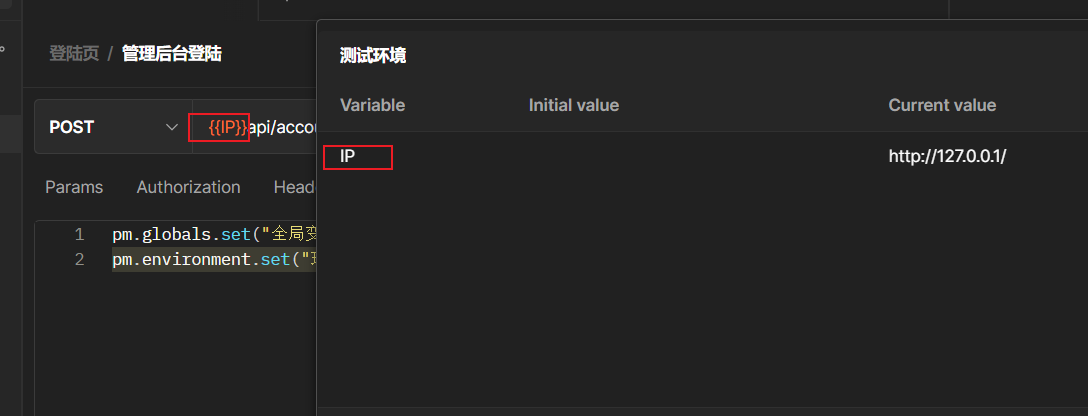 登陆页 / 管理后台登陆
测试环境
Variable Initial value Current value
POST {{IP}}api/accou
IP http://127.0.0.1/
Params Authorization Head
1 pm.globals.set("全局变
2 pm.environment.set("环